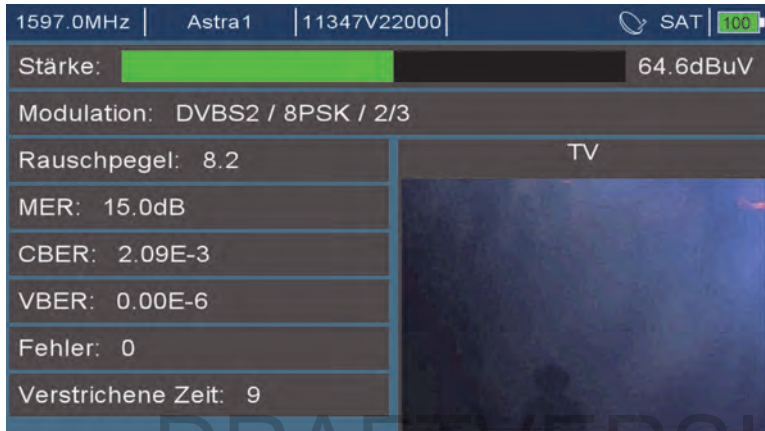 1597.0MHz | Astra1 |11347V22000| SAT| 100
Stärke: 64.6dBuV
Modulation: DVBS2 / 8PSK / 2/3
Rauschpegel: 8.2
TV
MER: 15.0dB
CBER: 2.09E-3
VBER: 0.00E-6
Fehler: 0
Verstrichene Zeit: 9